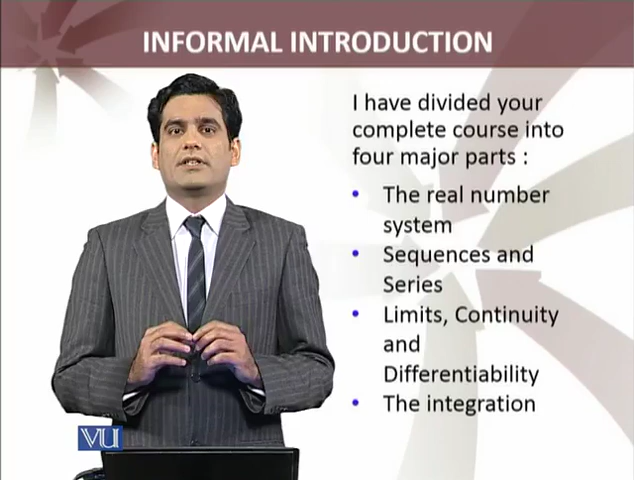 INFORMAL INTRODUCTION
I have divided your
complete course into
four major parts :
• The real number
system
• Sequences and
Series
• Limits, Continuity
and
Differentiability
• The integration
VU